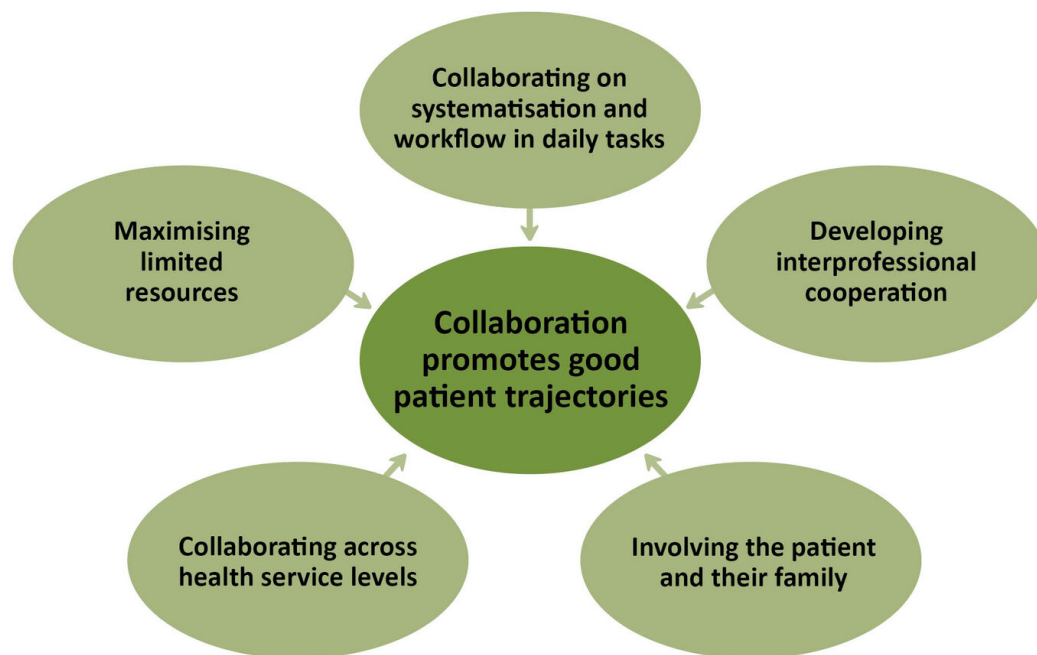 Collaborating on
systematisation and
workflow in daily tasks
Maximising
limited
resources
Developing
interprofessional
cooperation
Collaboration
promotes good
patient trajectories
Collaborating across
health service levels
Involving the patient
and their family